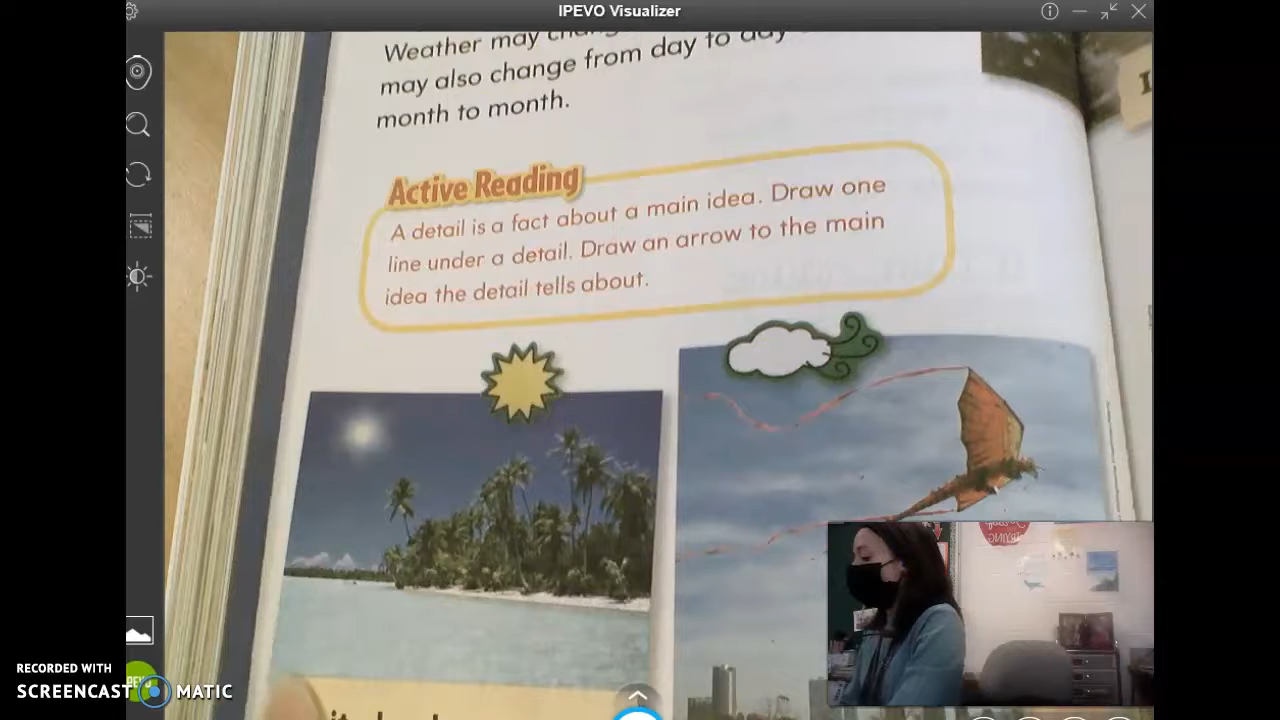 IPEVO Visualizer
Weather may
may also change from day to day
month to month.
Active Reading
A detail is a fact about a main idea. Draw one
line under a detail. Draw an arrow to the main
idea the detail tells about.
RECORDED WITH
SCREENCAST MATIC